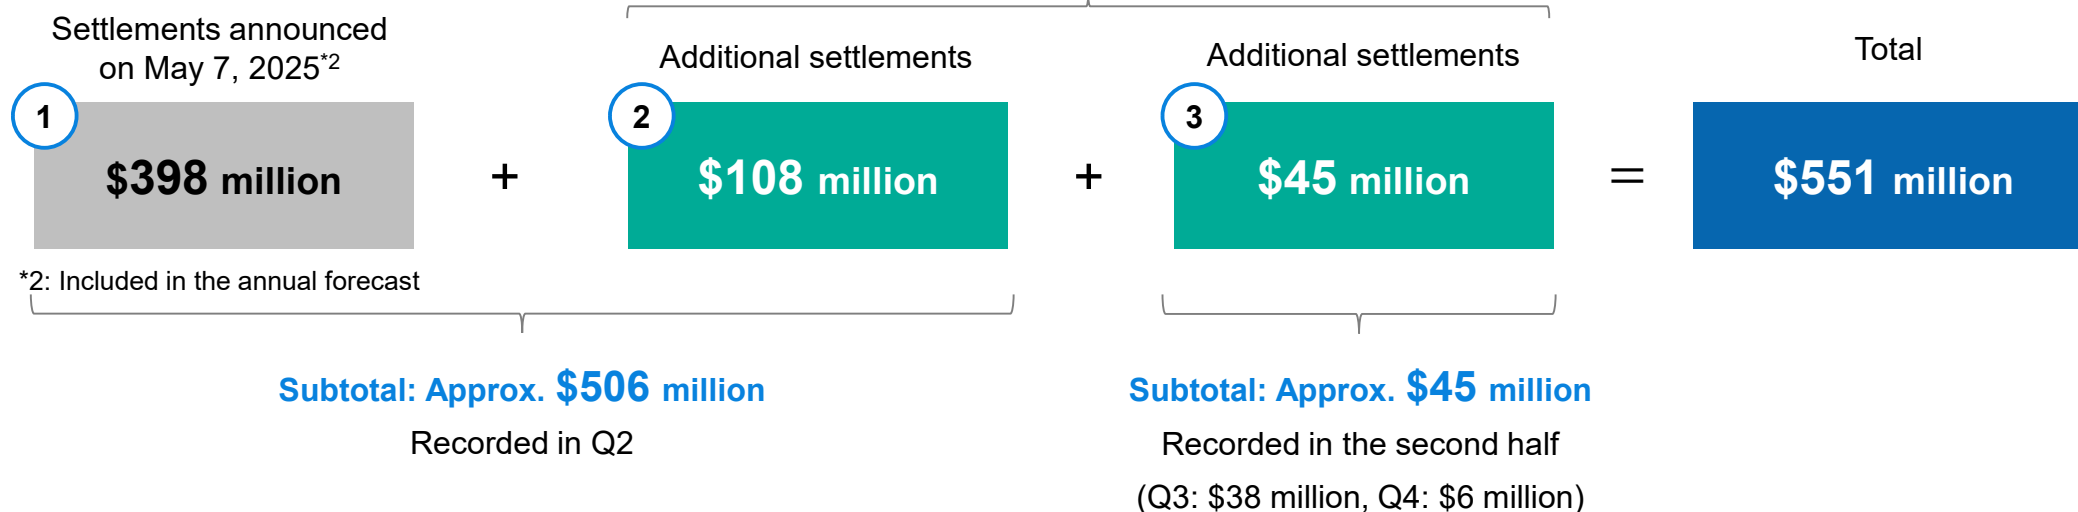 Settlements announced
on May 7, 2025*2
Additional settlements
Additional settlements
Total
1
$398 million
+
2
$108 million
+
3
$45 million
=
$551 million
*2: Included in the annual forecast
Subtotal: Approx. $506 million
Recorded in Q2
Subtotal: Approx. $45 million
Recorded in the second half
(Q3: $38 million, Q4: $6 million)